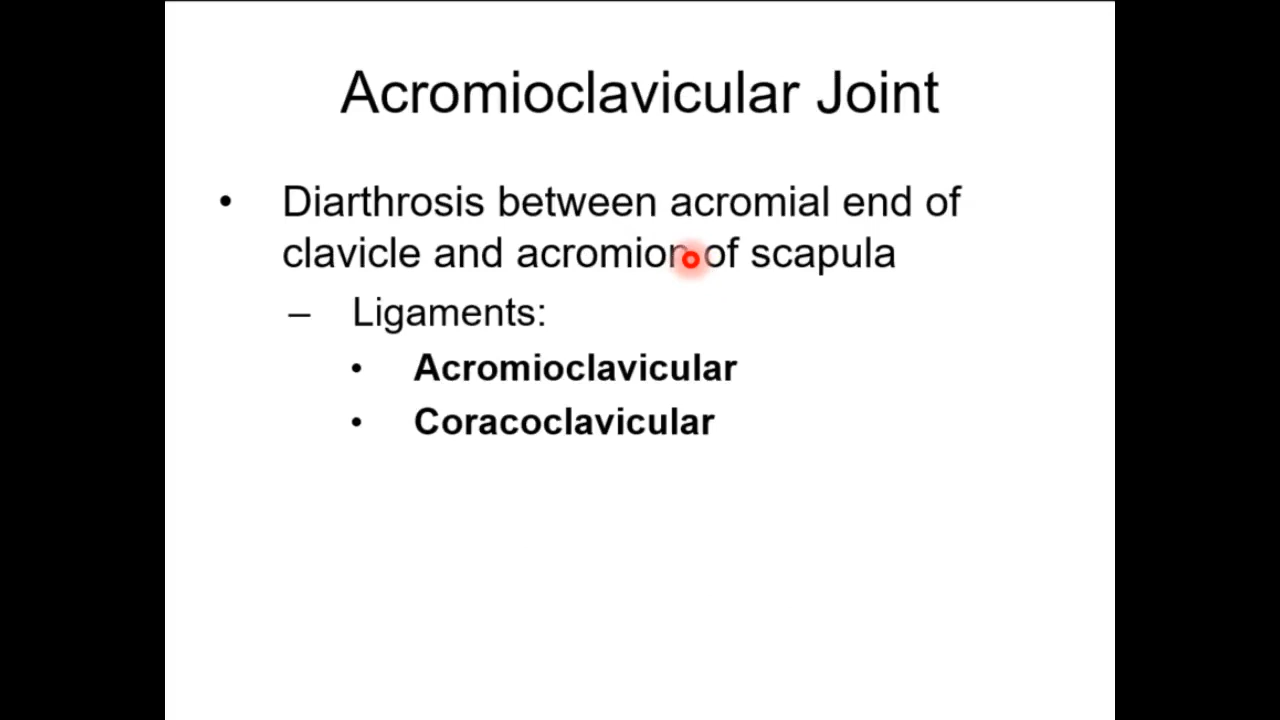 Acromioclavicular Joint
• Diarthrosis between acromial end of
clavicle and acromion of scapula
– Ligaments:
• Acromioclavicular
• Coracoclavicular